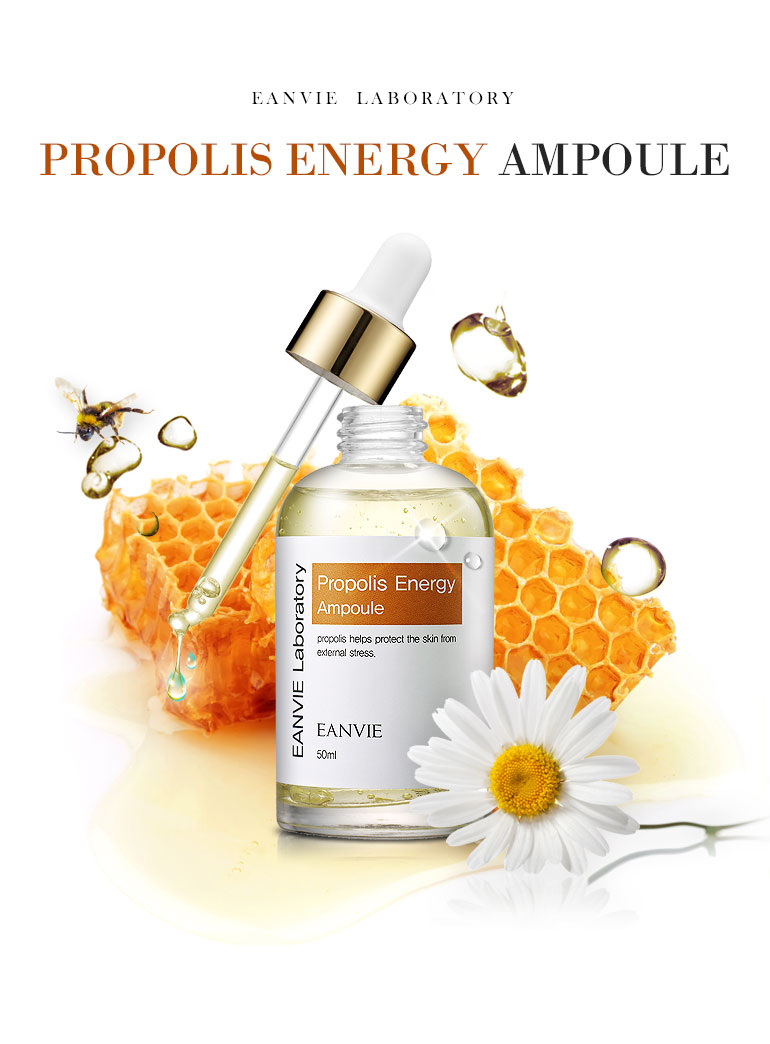 EANVIE LABORATORY
PROPOLIS ENERGY AMPOULE
EANVIE Laboratory
Propolis Energy
Ampoule
propolis helps protect the skin from
external stress.
EANVIE
50ml